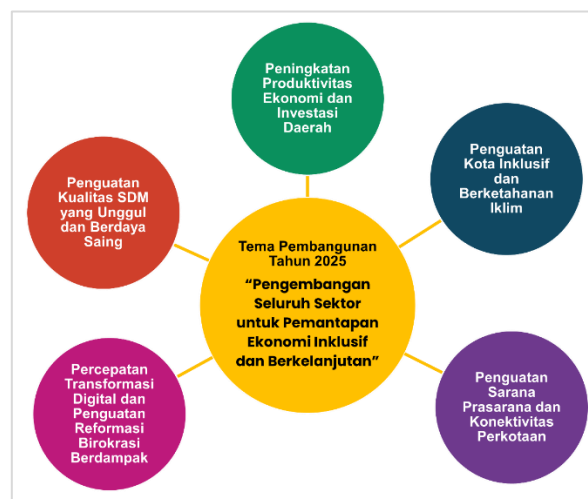 Peningkatan
Produktivitas
Ekonomi dan
Investasi
Daerah
Penguatan
Kota Inklusif
dan
Berketahanan
Iklim
Penguatan
Kualitas SDM
yang Unggul
dan Berdaya
Saing
Tema Pembangunan
Tahun 2025
“Pengembangan
Seluruh Sektor
untuk Pemantapan
Ekonomi Inklusif
dan Berkelanjutan”
Percepatan
Transformasi
Digital dan
Penguatan
Reformasi
Birokrasi
Berdampak
Penguatan
Sarana
Prasarana dan
Konektivitas
Perkotaan